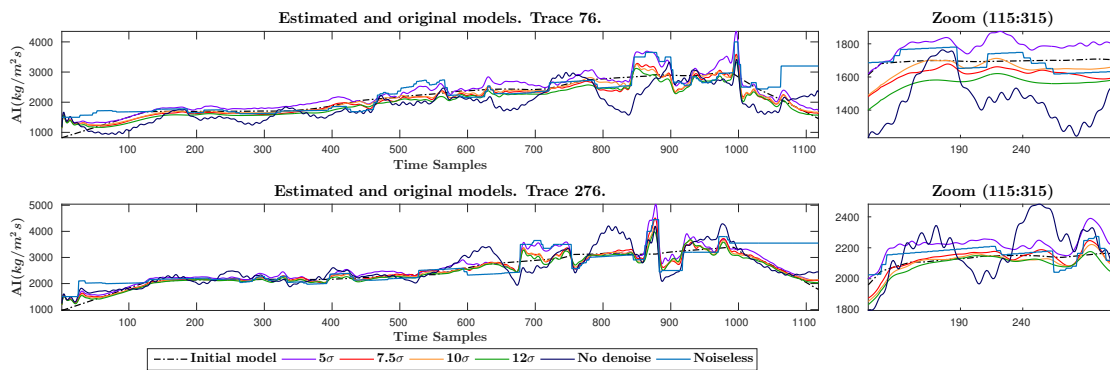 Estimated and original models. Trace 76.
Zoom (115:315)
AI(kg/m²s)
4000
3000
2000
1000
100 200 300 400 500 600 700 800 900 1000 1100
Time Samples
1800
1600
1400
190 240
Estimated and original models. Trace 276.
Zoom (115:315)
AI(kg/m²s)
5000
4000
3000
2000
1000
100 200 300 400 500 600 700 800 900 1000 1100
Time Samples
2400
2200
2000
1800
190 240
Initial model 5σ 7.5σ 10σ 12σ No denoise Noiseless